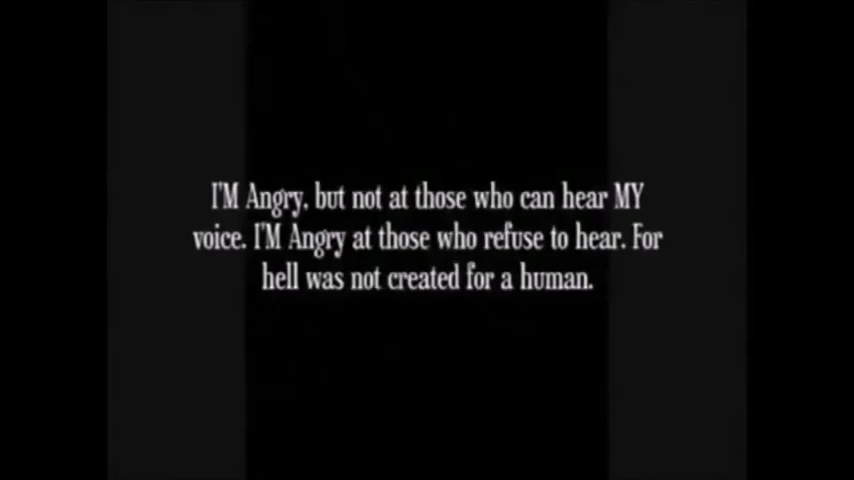 I'M Angry, but not at those who can hear MY
voice. I'M Angry at those who refuse to hear. For
hell was not created for a human.